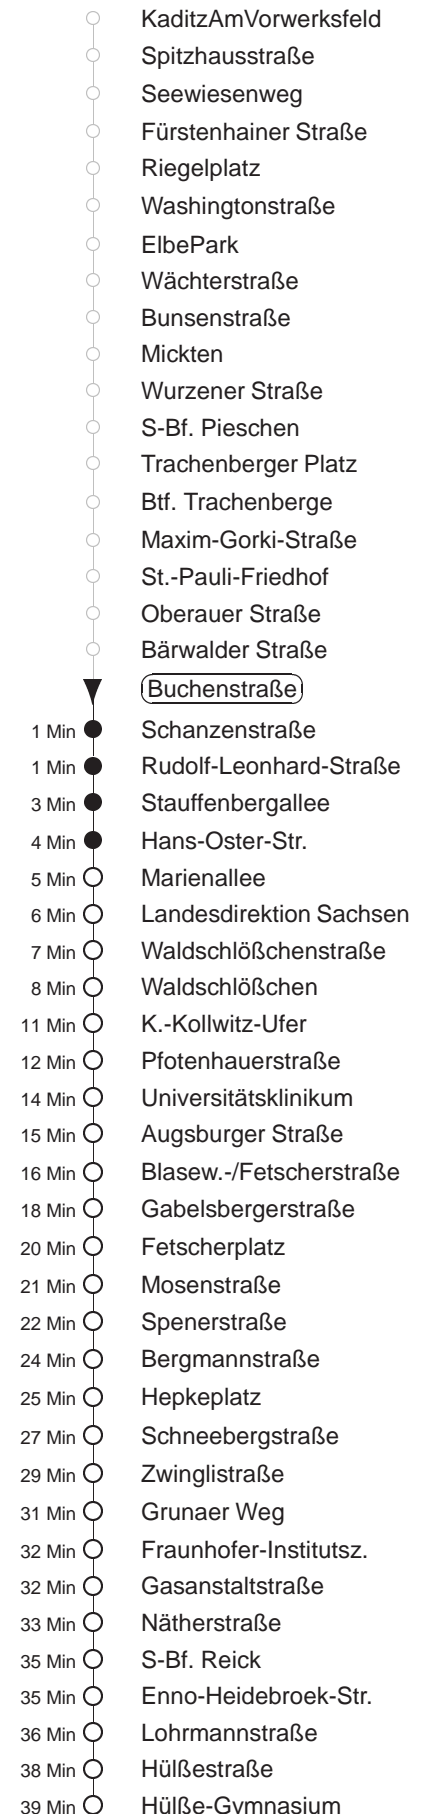 KaditzAmVorwerksfeld
Spitzhausstraße
Seewiesenweg
Fürstenhainer Straße
Riegelplatz
Washingtonstraße
ElbePark
Wächterstraße
Bunsenstraße
Mickten
Wurzener Straße
S-Bf. Pieschen
Trachenberger Platz
Btf. Trachenberge
Maxim-Gorki-Straße
St.-Pauli-Friedhof
Oberauer Straße
Bärwalder Straße
Buchenstraße
1 Min Schanzenstraße
1 Min Rudolf-Leonhard-Straße
3 Min Stauffenbergallee
4 Min Hans-Oster-Str.
5 Min Marienallee
6 Min Landesdirektion Sachsen
7 Min Waldschlößchenstraße
8 Min Waldschlößchen
11 Min K.-Kollwitz-Ufer
12 Min Pfotenhauerstraße
14 Min Universitätsklinikum
15 Min Augsburger Straße
16 Min Blasew.-/Fetscherstraße
18 Min Gabelsbergerstraße
20 Min Fetscherplatz
21 Min Mosenstraße
22 Min Spenerstraße
24 Min Bergmannstraße
25 Min Hepkeplatz
27 Min Schneebergstraße
29 Min Zwinglistraße
31 Min Grunaer Weg
32 Min Fraunhofer-Institutsz.
32 Min Gasanstaltstraße
33 Min Nätherstraße
35 Min S-Bf. Reick
35 Min Enno-Heidebroek-Str.
36 Min Lohrmannstraße
38 Min Hülßestraße
39 Min Hülße-Gymnasium